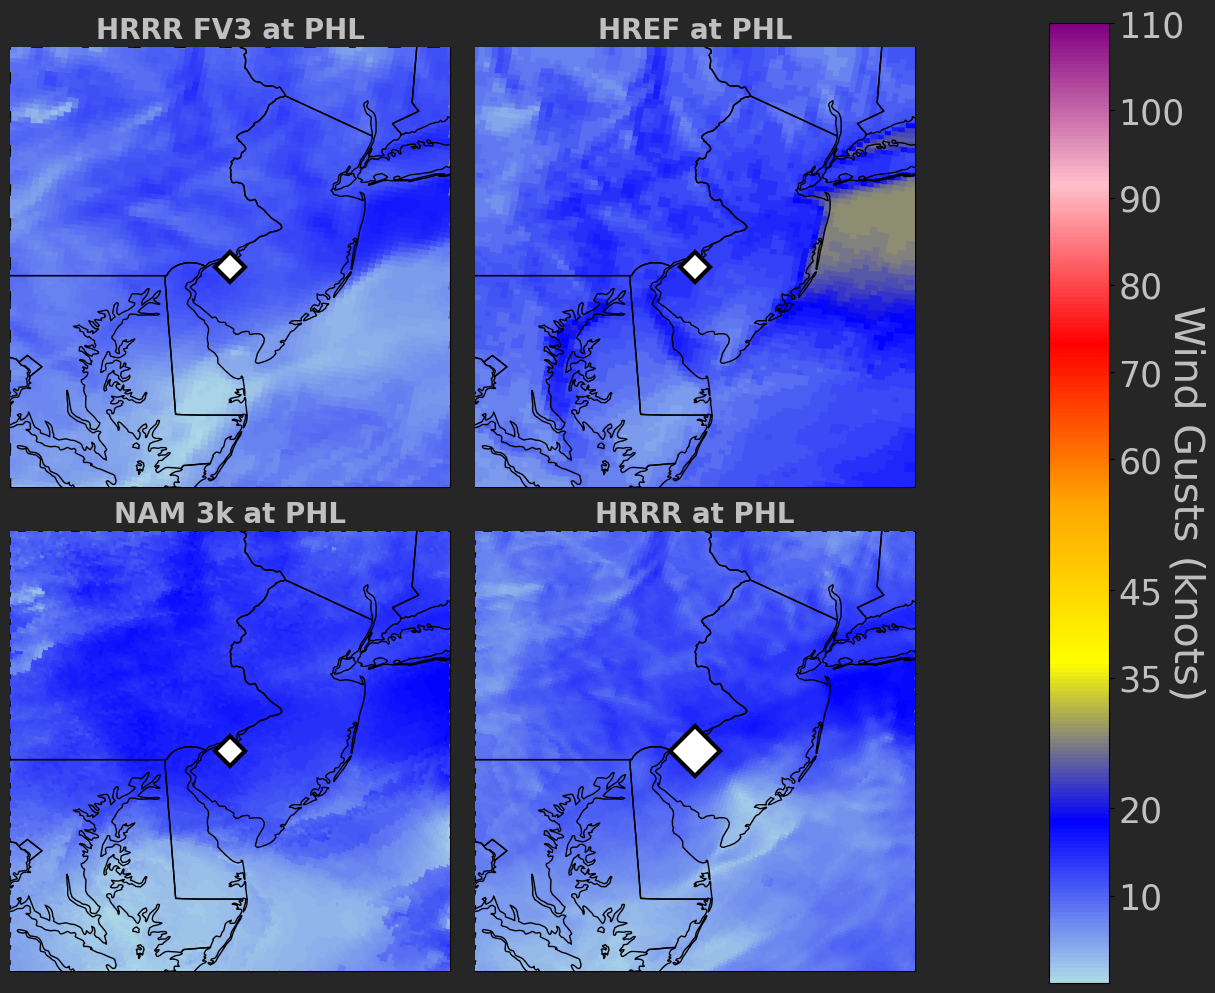 HRRR FV3 at PHL
HREF at PHL
NAM 3k at PHL
HRRR at PHL
110
100
90
80
70
60
45
35
20
10
Wind Gusts (knots)